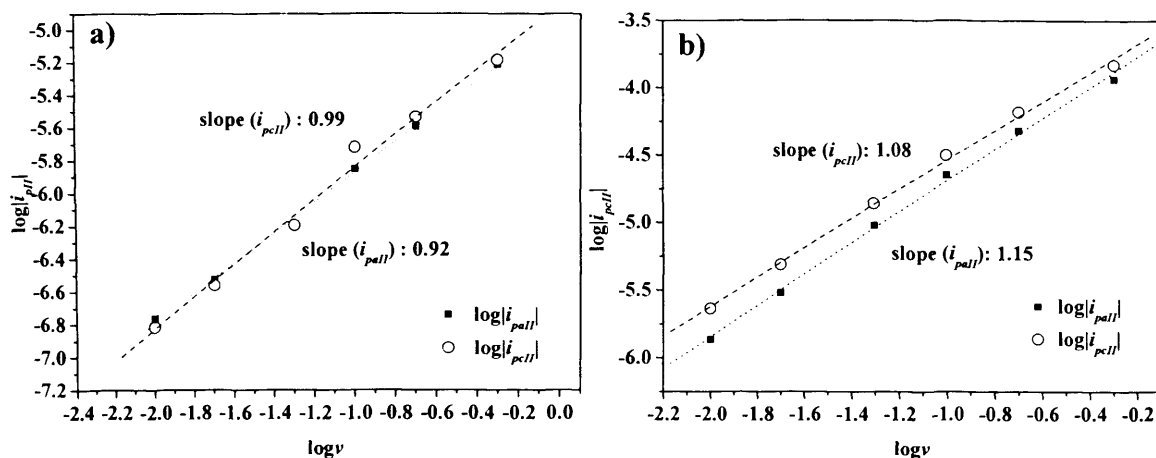 a)
log|i_pII|
-5.0
-5.2
-5.4
-5.6
-5.8
-6.0
-6.2
-6.4
-6.6
-6.8
-7.0
-7.2
slope (i_pcII) : 0.99
slope (i_paII) : 0.92
log|i_paII|
log|i_pcII|
-2.4 -2.2 -2.0 -1.8 -1.6 -1.4 -1.2 -1.0 -0.8 -0.6 -0.4 -0.2 0.0
logν
b)
log|i_pcII|
-3.5
-4.0
-4.5
-5.0
-5.5
-6.0
slope (i_pcII): 1.08
slope (i_paII): 1.15
log|i_paII|
log|i_pcII|
-2.2 -2.0 -1.8 -1.6 -1.4 -1.2 -1.0 -0.8 -0.6 -0.4 -0.2
logν